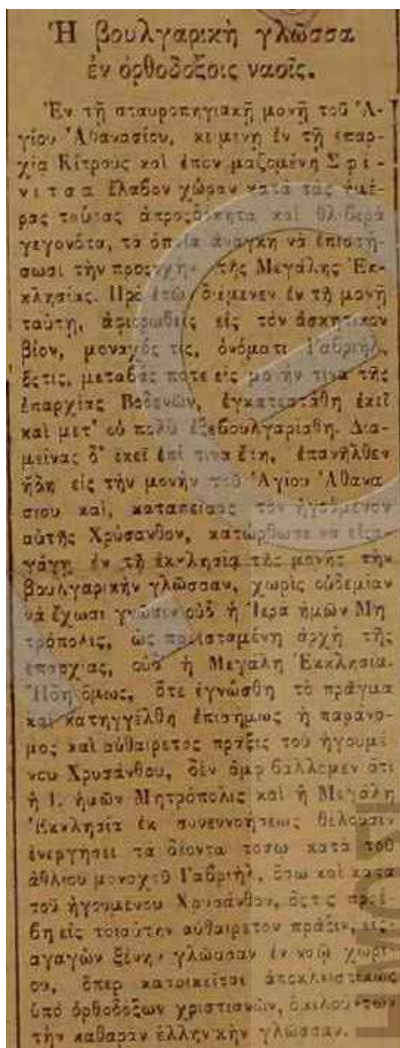 Ἡ βουλγαρικὴ γλῶσσα
ἐν ὀρθοδόξοις ναοῖς.
Ἐν τῇ σταυροπηγιακῇ μονῇ τοῦ Ἁ-
γίου Ἀθανασίου, κειμένῃ ἐν τῇ ἐπαρ-
χίᾳ Κίτρους καὶ ἐπονομαζομένῃ Σφί-
νιτσα ἔλαβον χώραν κατὰ τὰς ἡμέ-
ρας ταύτας ἀπροσδόκητα καὶ θλιβερὰ
γεγονότα, τὰ ὁποῖα ἀνάγκη νὰ ἐπιστή-
σωσι τὴν προσοχὴν τῆς Μεγάλης Ἐκ-
κλησίας. Πρὸ ἐτῶν διέμενεν ἐν τῇ μονῇ
ταύτῃ, ἀφιερωθεὶς εἰς τὸν ἀσκητικὸν
βίον, μοναχός τις, ὀνόματι Γαβριήλ,
ὅστις, μεταβάς ποτε εἰς μονήν τινα τῆς
ἐπαρχίας Βοδενῶν, ἐγκατεστάθη ἐκεῖ
καὶ μετ' οὐ πολὺ ἐξεβουλγαρίσθη. Δια-
μείνας δ' ἐκεῖ ἐπί τινα ἔτη, ἐπανῆλθεν
ἤδη εἰς τὴν μονὴν τοῦ Ἁγίου Ἀθανα
σίου καί, καταπείσας τὸν ἡγούμενον
αὐτῆς Χρύσανθον, κατώρθωσε νὰ εἰσα-
γάγῃ ἐν τῇ ἐκκλησίᾳ τῆς μονῆς τὴν
βουλγαρικὴν γλῶσσαν, χωρὶς οὐδεμίαν
νὰ ἔχωσι γνῶσιν οὐδ' ἡ Ἱερὰ ἡμῶν Μη
τρόπολις, ὡς προϊσταμένη ἀρχὴ τῆς
ἐπαρχίας, οὐδ' ἡ Μεγάλη Ἐκκλησία.
Ἤδη ὅμως, ὅτε ἐγνώσθη τὸ πρᾶγμα
καὶ κατηγγέλθη ἐπισήμως ἡ παράνο-
μος καὶ αὐθαίρετος πρᾶξις τοῦ ἡγουμέ-
νου Χρυσάνθου, δὲν ἀμφιβάλλομεν ὅτι
ἡ Ἱ. ἡμῶν Μητρόπολις καὶ ἡ Μεγάλη
Ἐκκλησία ἐκ συνεννοήσεως θέλουσιν
ἐνεργήσει τὰ δέοντα τόσῳ κατὰ τοῦ
ἀθλίου μοναχοῦ Γαβριήλ, ὅσῳ καὶ κατὰ
τοῦ ἡγουμένου Χρυσάνθου, ὅστις προέ-
βη εἰς τοιαύτην αὐθαίρετον πρᾶξιν, εἰσ-
αγαγὼν ξένην γλῶσσαν ἐν ναῷ χωρί-
ου, ὅπερ κατοικεῖται ἀποκλειστικῶς
ὑπὸ ὀρθοδόξων χριστιανῶν, ὁμιλούντων
τὴν καθαρὰν ἑλληνικὴν γλῶσσαν.